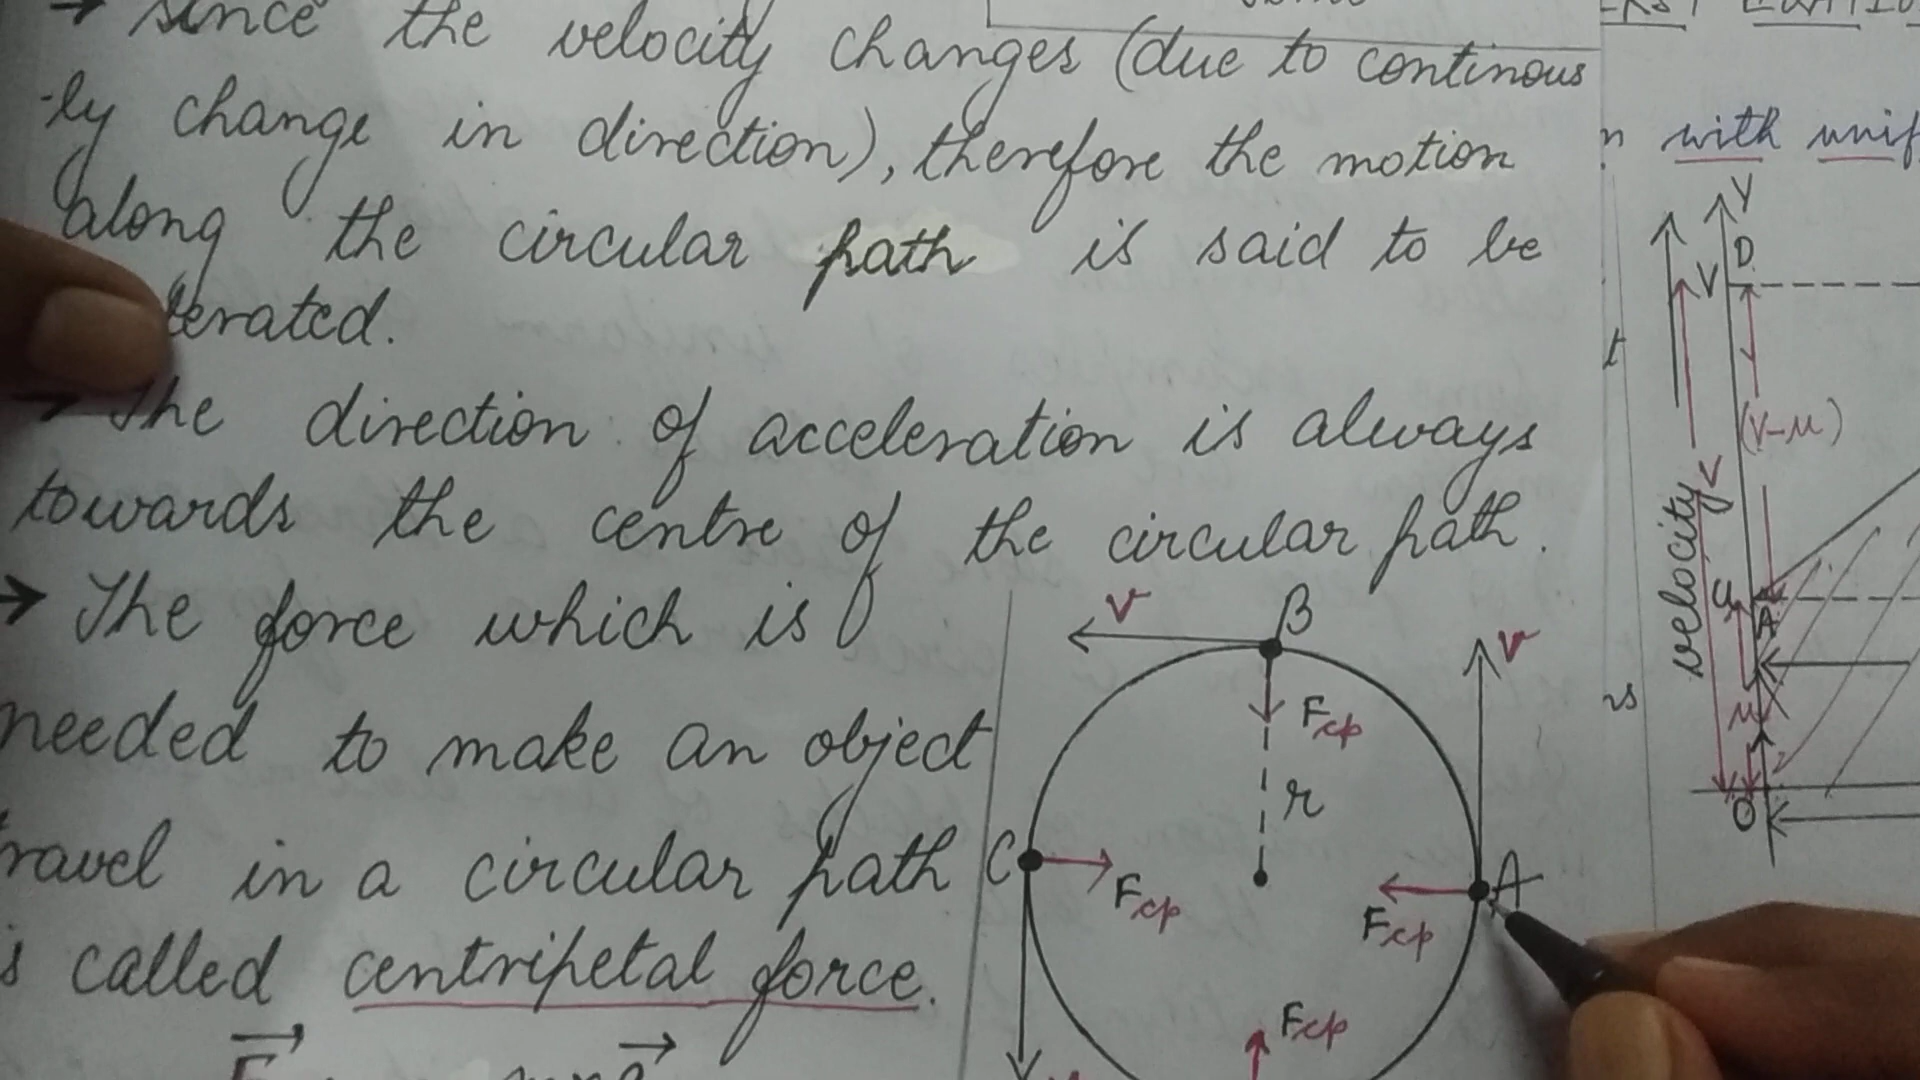 → Since the velocity changes (due to continous
-ly change in direction), therefore the motion
along the circular path is said to be
lerated.
→ The direction of acceleration is always
towards the centre of the circular path.
→ The force which is
needed to make an object
travel in a circular path
is called centripetal force.
v B
v
Fcp
r
C
Fcp
A
Fcp
Fcp
with unif
Y
D
V
t
(v-u)
velocity
A
u
s
O